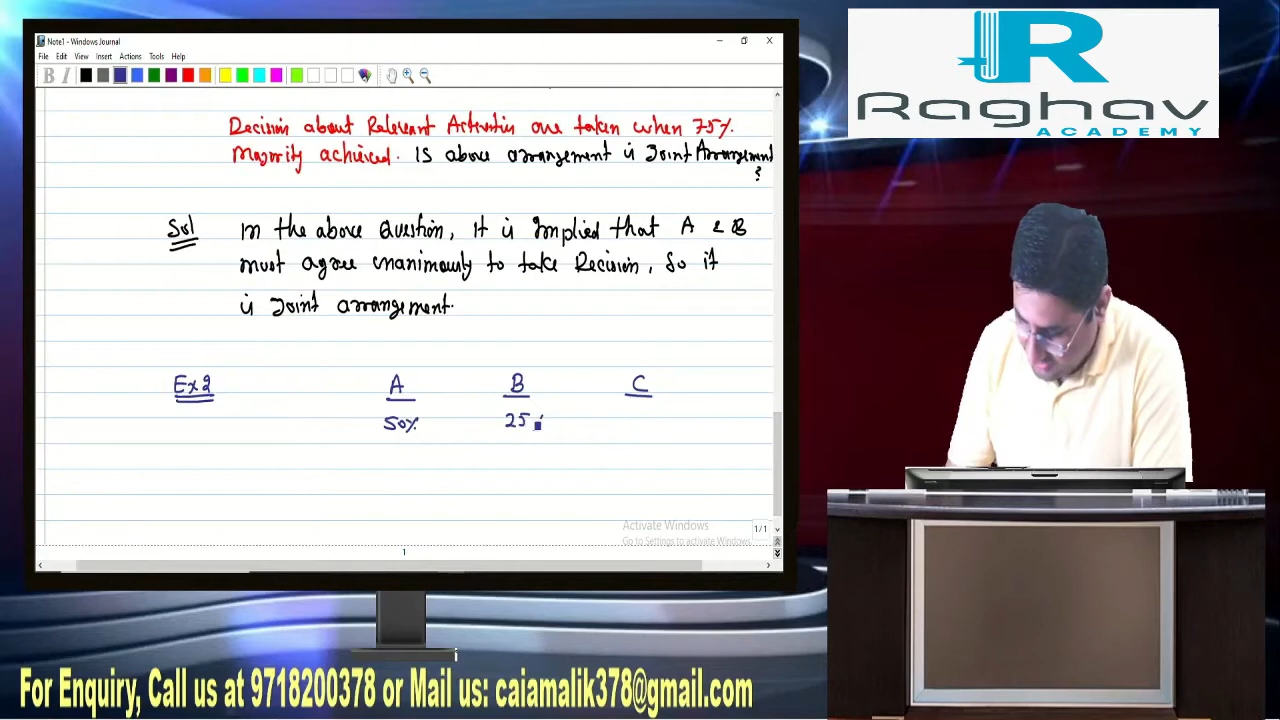 Note1 - Windows Journal
File Edit View Insert Actions Tools Help
B I
Decision about Relevant Activities are taken when 75%
Majority achieved. Is above arrangement is Joint Arrangement
?
Sol In the above Question, It is Implied that A & B
must agree unanimously to take Decision, So it
is Joint arrangement.
Ex 2 A B C
50% 25
Activate Windows
Go to Settings to activate Windows.
1/1
1
R
Raghav
ACADEMY
For Enquiry, Call us at 9718200378 or Mail us: caiamalik378@gmail.com